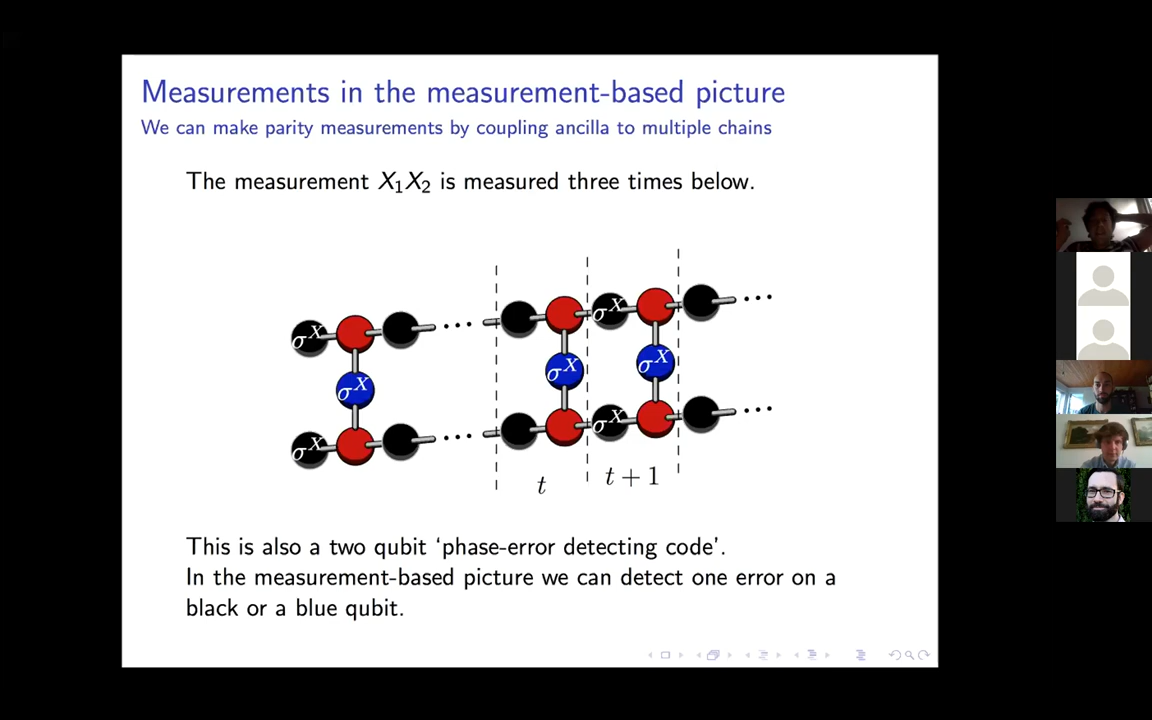 Measurements in the measurement-based picture
We can make parity measurements by coupling ancilla to multiple chains
The measurement X₁X₂ is measured three times below.
σˣ ··· σˣ ···
σˣ σˣ σˣ
σˣ ··· σˣ ···
t t + 1
This is also a two qubit ‘phase-error detecting code’.
In the measurement-based picture we can detect one error on a
black or a blue qubit.